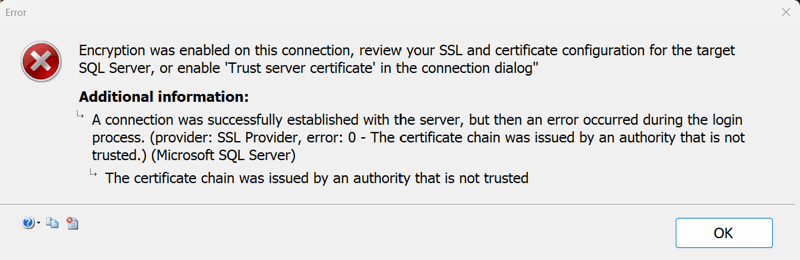 Error
Encryption was enabled on this connection, review your SSL and certificate configuration for the target
SQL Server, or enable 'Trust server certificate' in the connection dialog"
Additional information:
A connection was successfully established with the server, but then an error occurred during the login
process. (provider: SSL Provider, error: 0 - The certificate chain was issued by an authority that is not
trusted.) (Microsoft SQL Server)
The certificate chain was issued by an authority that is not trusted
OK